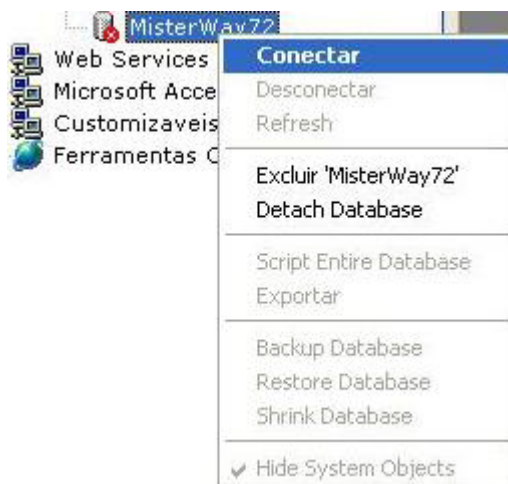 MisterWay72
Web Services
Microsoft Acce
Customizaveis
Ferramentas C
Conectar
Desconectar
Refresh
Excluir 'MisterWay72'
Detach Database
Script Entire Database
Exportar
Backup Database
Restore Database
Shrink Database
Hide System Objects